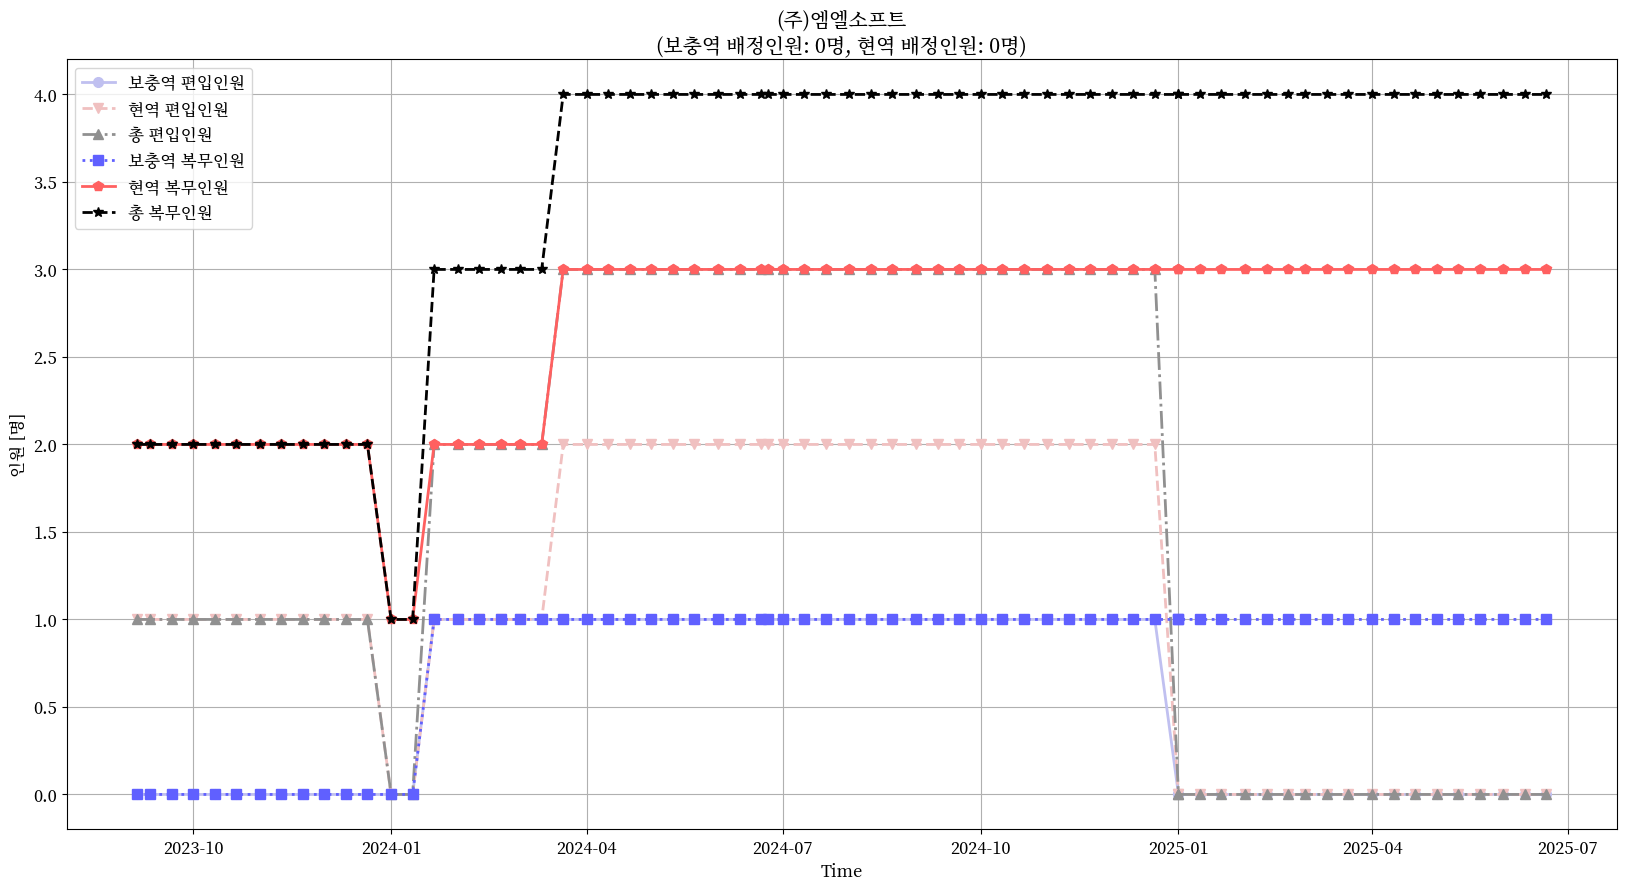 (주)엠엘소프트
(보충역 배정인원: 0명, 현역 배정인원: 0명)
보충역 편입인원
현역 편입인원
총 편입인원
보충역 복무인원
현역 복무인원
총 복무인원
인원 [명]
4.0
3.5
3.0
2.5
2.0
1.5
1.0
0.5
0.0
2023-10
2024-01
2024-04
2024-07
2024-10
2025-01
2025-04
2025-07
Time